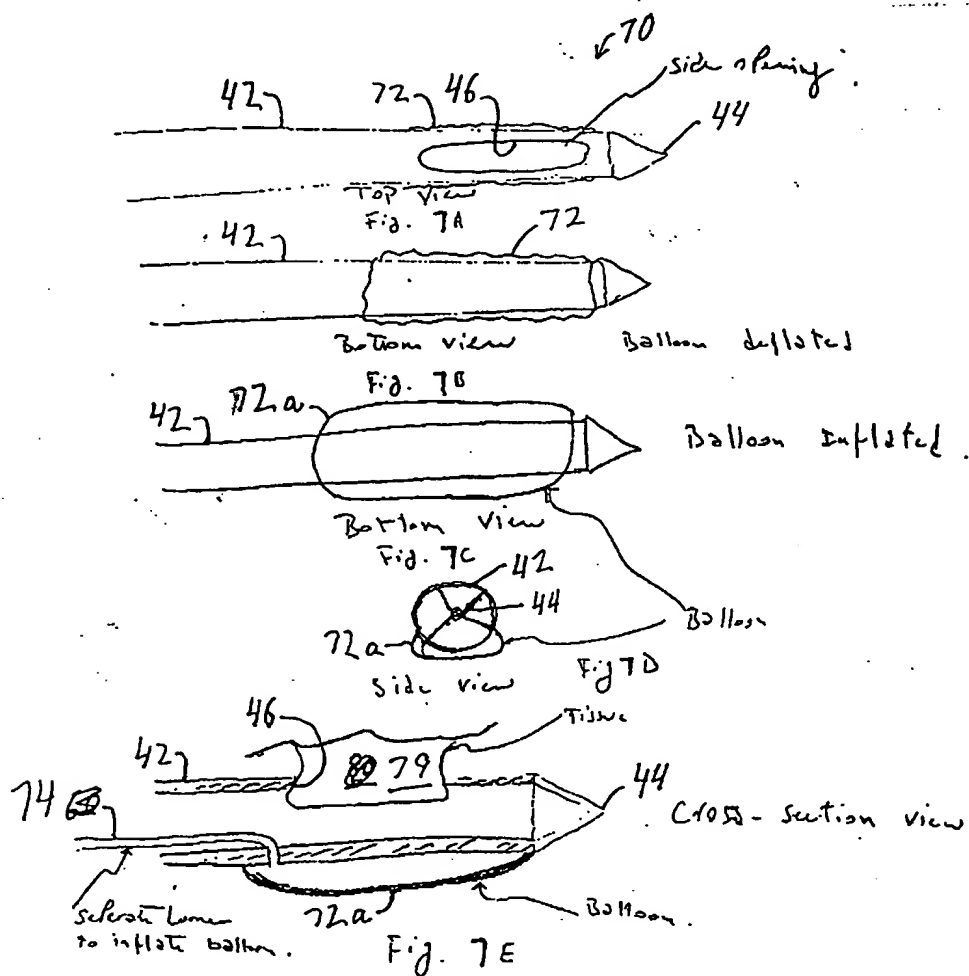 70
side opening
42 72 46 44
Top View
Fig. 7A
42 72
Bottom view Balloon deflated
Fig. 7B
42 72a Balloon Inflated.
Bottom View
Fig. 7C
42
44
72a Balloon
Side view Fig 7D
46 Tissue
42 79 44
74 Cross-section view
72a Balloon.
Seperate Lumen
to inflate balloon.
Fig. 7E